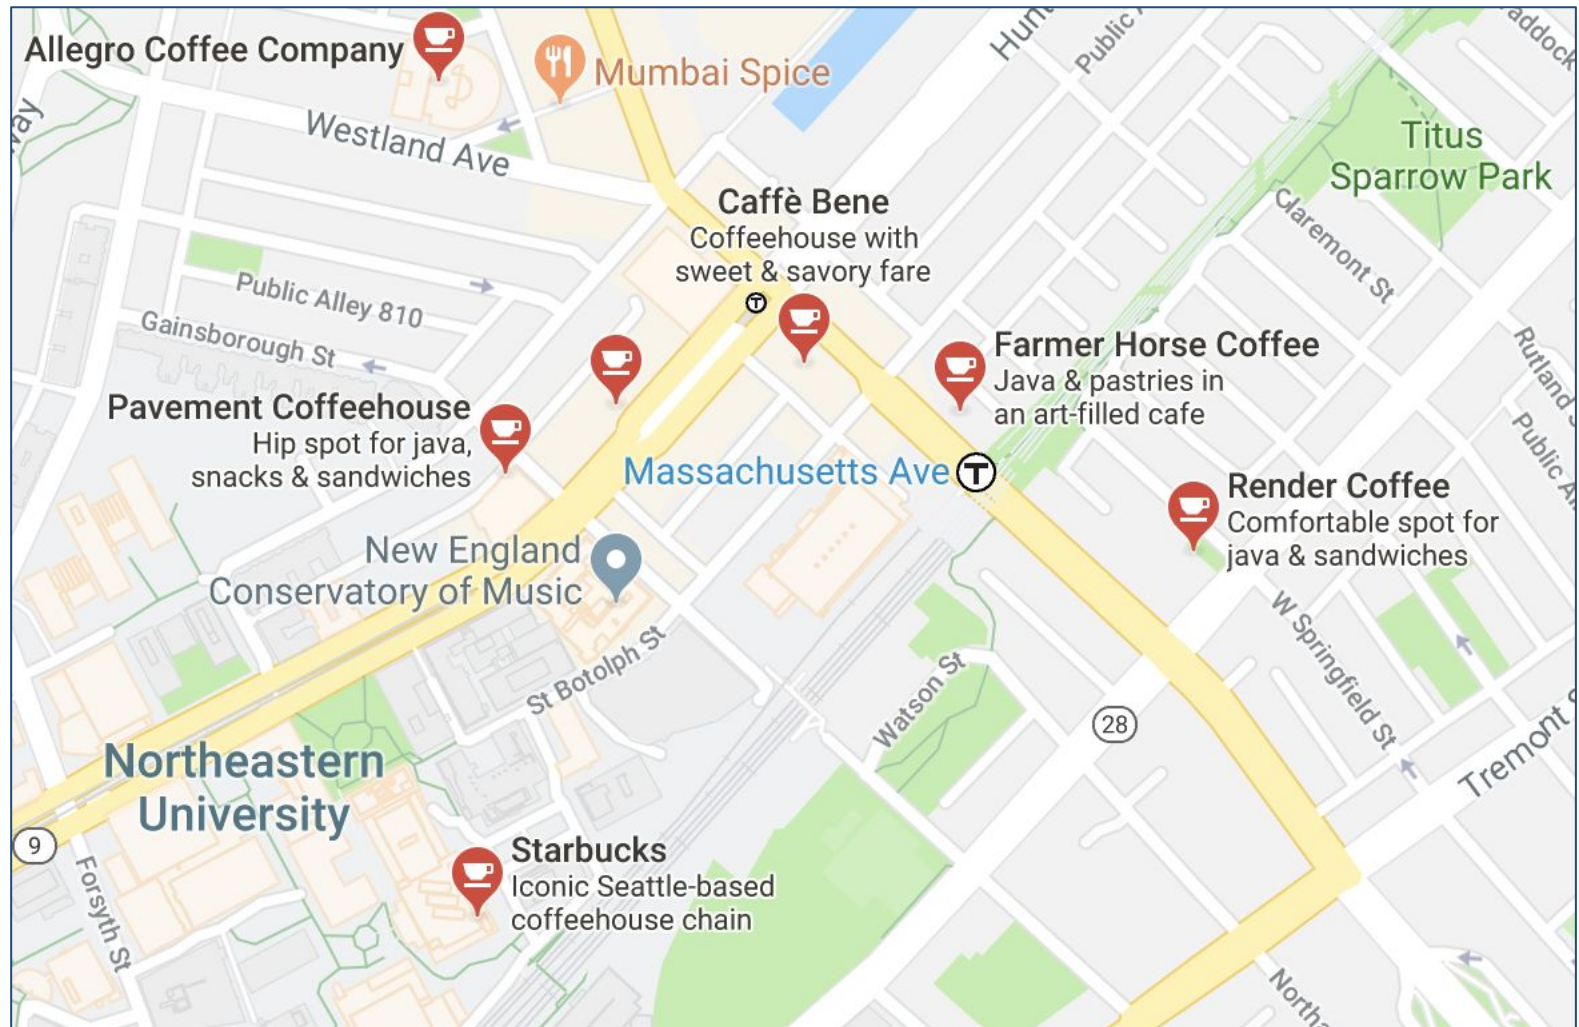 Allegro Coffee Company
Mumbai Spice
Westland Ave
Public
Titus
Sparrow Park
Claremont St
Caffè Bene
Coffeehouse with
sweet & savory fare
T
Public Alley 810
Gainsborough St
Farmer Horse Coffee
Java & pastries in
an art-filled cafe
Pavement Coffeehouse
Hip spot for java,
snacks & sandwiches
Massachusetts Ave
T
Render Coffee
Comfortable spot for
java & sandwiches
Rutland
Public
New England
Conservatory of Music
St Botolph St
Watson St
W Springfield St
28
Tremont
Northeastern
University
9
Forsyth St
Starbucks
Iconic Seattle-based
coffeehouse chain